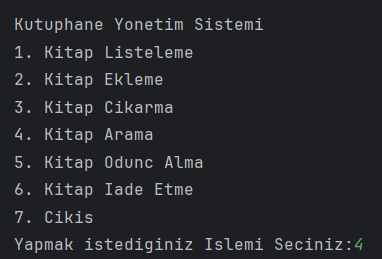 Kutuphane Yonetim Sistemi
1. Kitap Listeleme
2. Kitap Ekleme
3. Kitap Cikarma
4. Kitap Arama
5. Kitap Odunc Alma
6. Kitap Iade Etme
7. Cikis
Yapmak istediginiz Islemi Seciniz:4